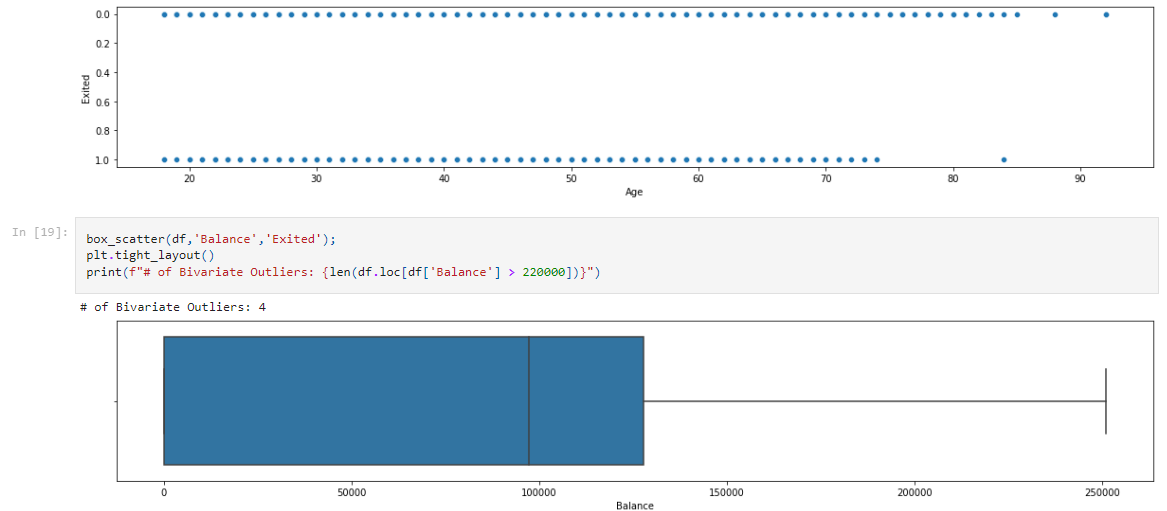 0.0
0.2
0.4
0.6
0.8
1.0
Exited
20 30 40 50 60 70 80 90
Age
In [19]:
box_scatter(df,'Balance','Exited');
plt.tight_layout()
print(f"# of Bivariate Outliers: {len(df.loc[df['Balance'] > 220000])}")
# of Bivariate Outliers: 4
0 50000 100000 150000 200000 250000
Balance